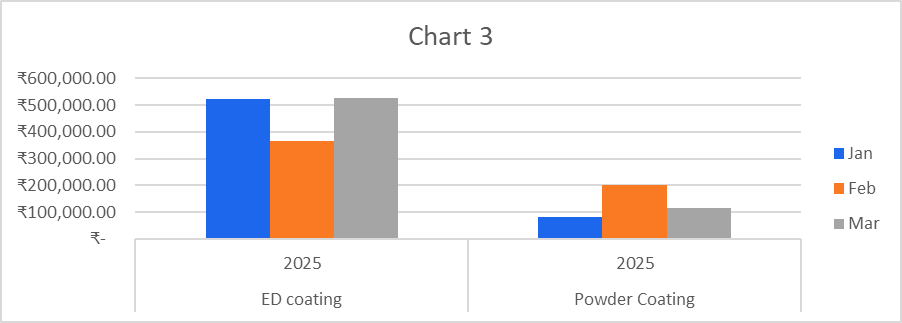 Chart 3
₹600,000.00
₹500,000.00
₹400,000.00
₹300,000.00
₹200,000.00
₹100,000.00
₹-
Jan
Feb
Mar
2025 2025
ED coating Powder Coating